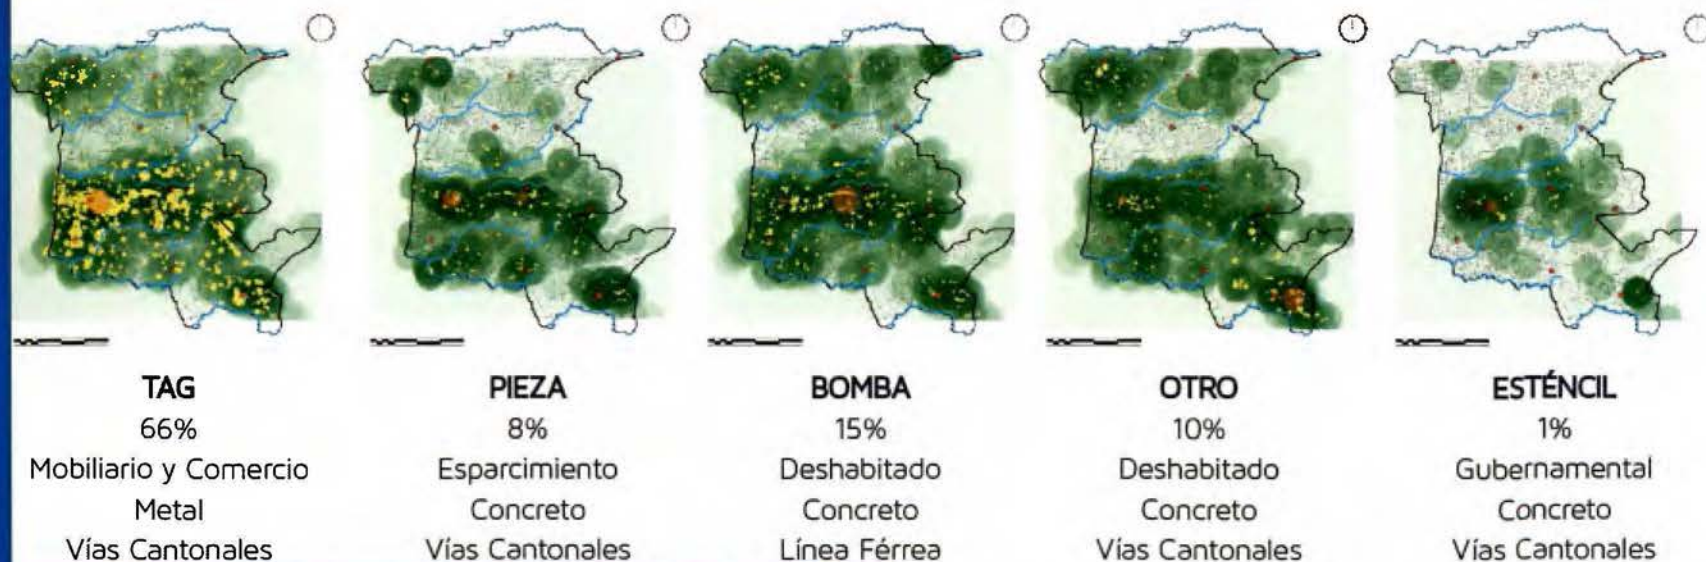 TAG
66%
Mobiliario y Comercio
Metal
Vías Cantonales
PIEZA
8%
Esparcimiento
Concreto
Vías Cantonales
BOMBA
15%
Deshabitado
Concreto
Línea Férrea
OTRO
10%
Deshabitado
Concreto
Vías Cantonales
ESTÉNCIL
1%
Gubernamental
Concreto
Vías Cantonales